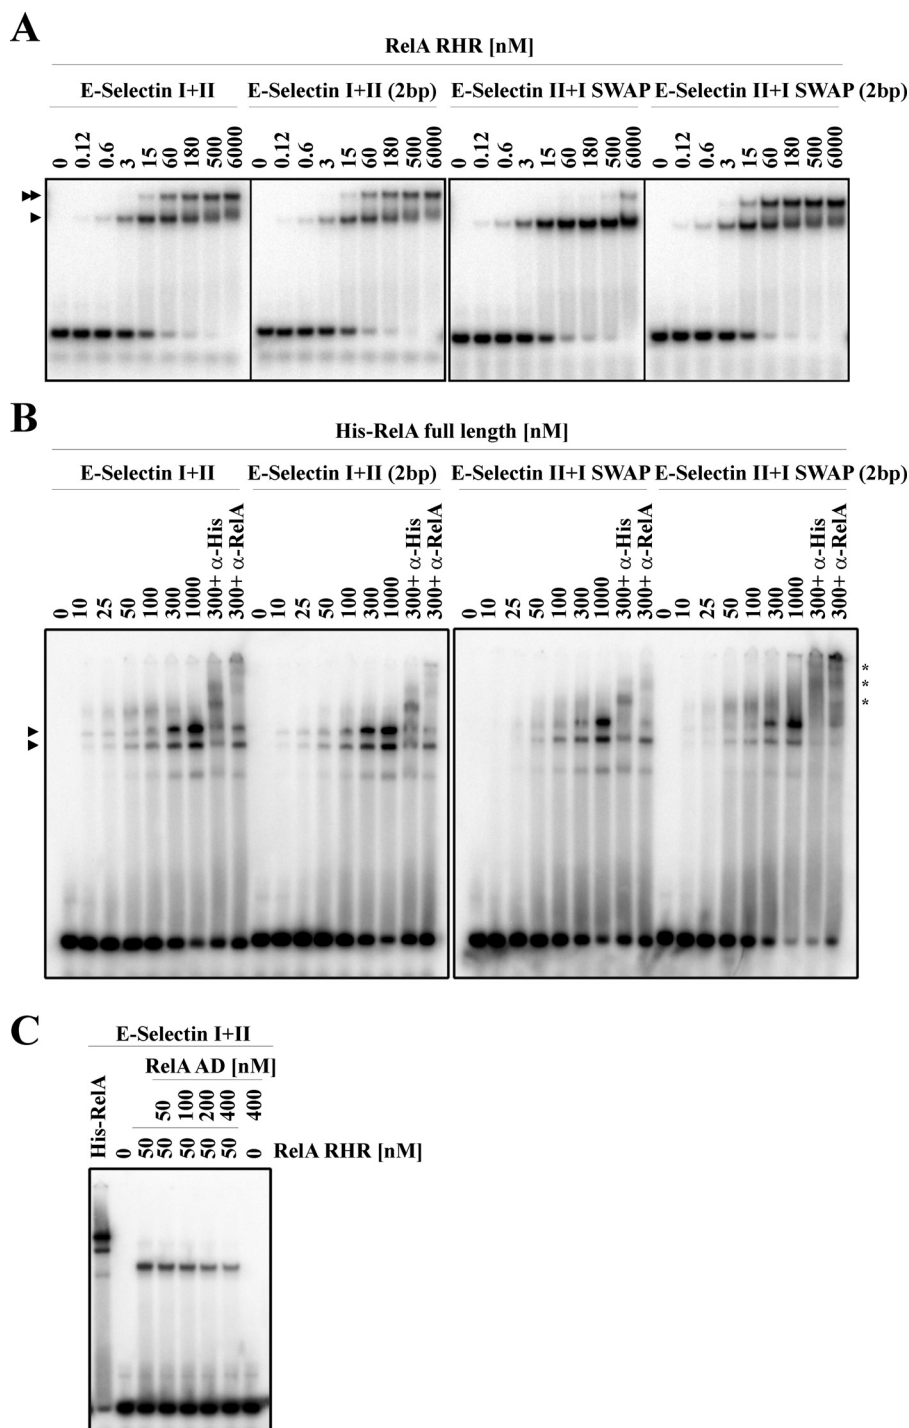 A
RelA RHR [nM]
E-Selectin I+II E-Selectin I+II (2bp) E-Selectin II+I SWAP E-Selectin II+I SWAP (2bp)
0 0.12 0.6 3 15 60 180 500 6000 0 0.12 0.6 3 15 60 180 500 6000 0 0.12 0.6 3 15 60 180 500 6000 0 0.12 0.6 3 15 60 180 500 6000
B
His-RelA full length [nM]
E-Selectin I+II E-Selectin I+II (2bp) E-Selectin II+I SWAP E-Selectin II+I SWAP (2bp)
0 10 25 50 100 300 1000 300+ α-His 300+ α-RelA 0 10 25 50 100 300 1000 300+ α-His 300+ α-RelA 0 10 25 50 100 300 1000 300+ α-His 300+ α-RelA 0 10 25 50 100 300 1000 300+ α-His 300+ α-RelA
*
*
*
C
E-Selectin I+II
RelA AD [nM]
His-RelA 50 100 200 400 400
0 50 50 50 50 50 0 RelA RHR [nM]